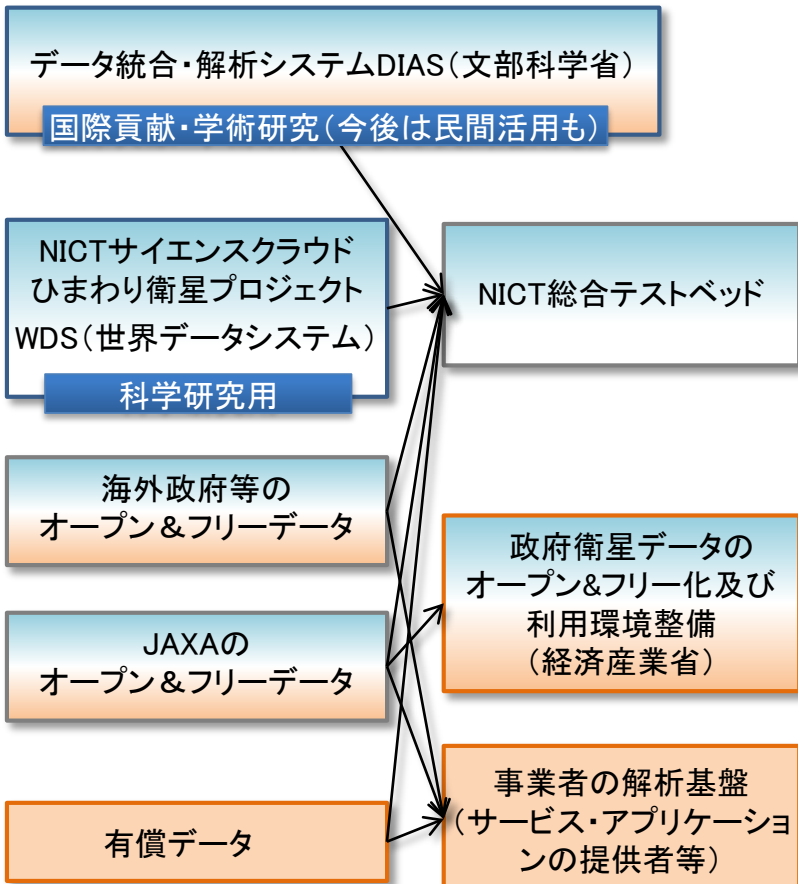 データ統合・解析システムDIAS（文部科学省）
国際貢献・学術研究（今後は民間活用も）
NICTサイエンスクラウド
ひまわり衛星プロジェクト
WDS（世界データシステム）
科学研究用
NICT総合テストベッド
海外政府等の
オープン＆フリーデータ
政府衛星データの
オープン&フリー化及び
利用環境整備
（経済産業省）
JAXAの
オープン＆フリーデータ
事業者の解析基盤
（サービス・アプリケーショ
ンの提供者等）
有償データ